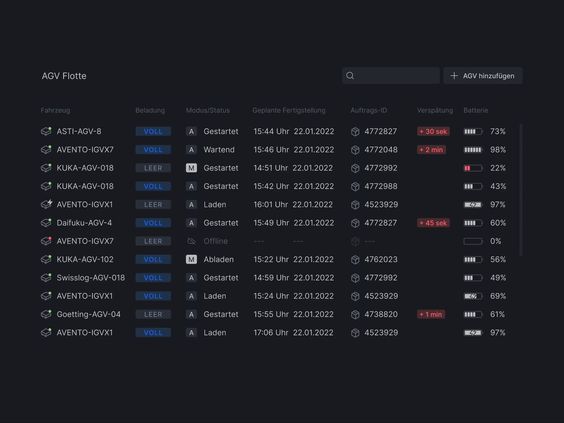 AGV Flotte
AGV hinzufügen
Fahrzeug Beladung Modus/Status Geplante Fertigstellung Auftrags-ID Verspätung Batterie
ASTI-AGV-8 VOLL A Gestartet 15:44 Uhr 22.01.2022 4772827 + 30 sek 73%
AVENTO-IGVX7 VOLL A Wartend 15:46 Uhr 22.01.2022 4772048 + 2 min 98%
KUKA-AGV-018 LEER M Gestartet 14:51 Uhr 22.01.2022 4772992 22%
KUKA-AGV-018 VOLL A Gestartet 15:42 Uhr 22.01.2022 4772988 43%
AVENTO-IGVX1 LEER A Laden 16:01 Uhr 22.01.2022 4523929 97%
Daifuku-AGV-4 VOLL A Gestartet 15:49 Uhr 22.01.2022 4772827 + 45 sek 60%
AVENTO-IGVX7 LEER Offline --- --- --- 0%
KUKA-AGV-102 VOLL M Abladen 15:22 Uhr 22.01.2022 4762023 56%
Swisslog-AGV-018 VOLL A Gestartet 14:59 Uhr 22.01.2022 4772992 49%
AVENTO-IGVX1 VOLL A Laden 15:24 Uhr 22.01.2022 4523929 69%
Goetting-AGV-04 LEER A Gestartet 15:55 Uhr 22.01.2022 4738820 + 1 min 61%
AVENTO-IGVX1 VOLL A Laden 17:06 Uhr 22.01.2022 4523929 97%